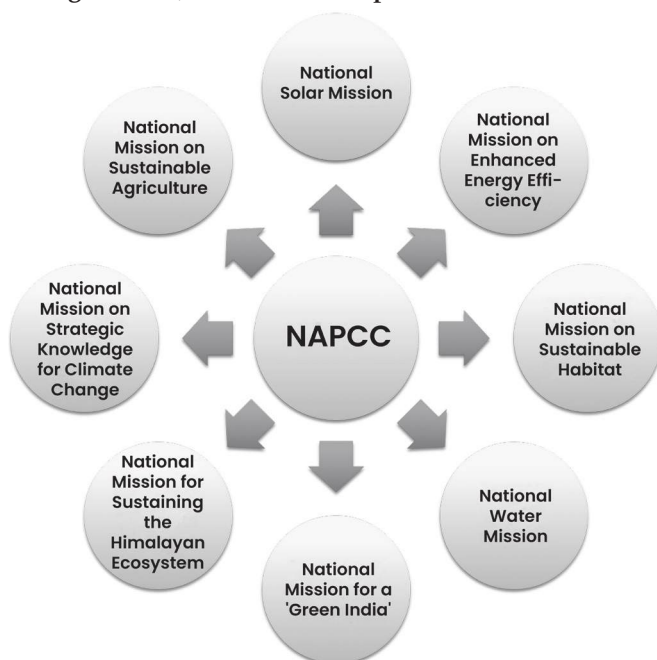 National
Solar Mission
National
Mission on
Enhanced
Energy Effi-
ciency
National
Mission on
Sustainable
Habitat
National
Water
Mission
National
Mission for a
'Green India'
National
Mission for
Sustaining
the
Himalayan
Ecosystem
National
Mission on
Strategic
Knowledge
for Climate
Change
National
Mission on
Sustainable
Agriculture
NAPCC